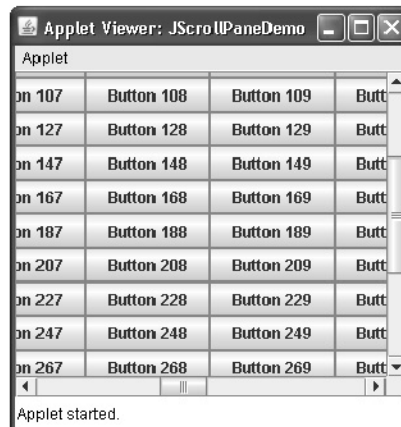 Applet Viewer: JScrollPaneDemo
Applet
on 107 Button 108 Button 109 Butt
on 127 Button 128 Button 129 Butt
on 147 Button 148 Button 149 Butt
on 167 Button 168 Button 169 Butt
on 187 Button 188 Button 189 Butt
on 207 Button 208 Button 209 Butt
on 227 Button 228 Button 229 Butt
on 247 Button 248 Button 249 Butt
on 267 Button 268 Button 269 Butt
Applet started.